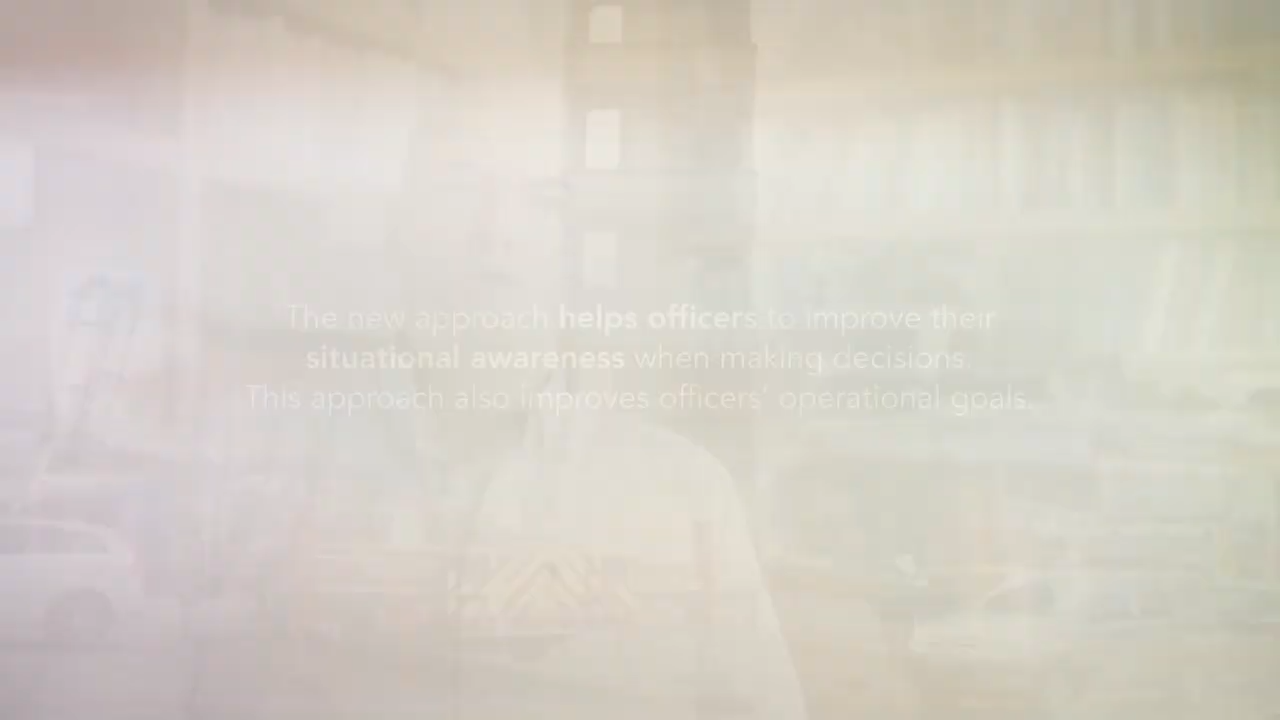 The new approach helps officers to improve their
situational awareness when making decisions.
This approach also improves officers’ operational goals.